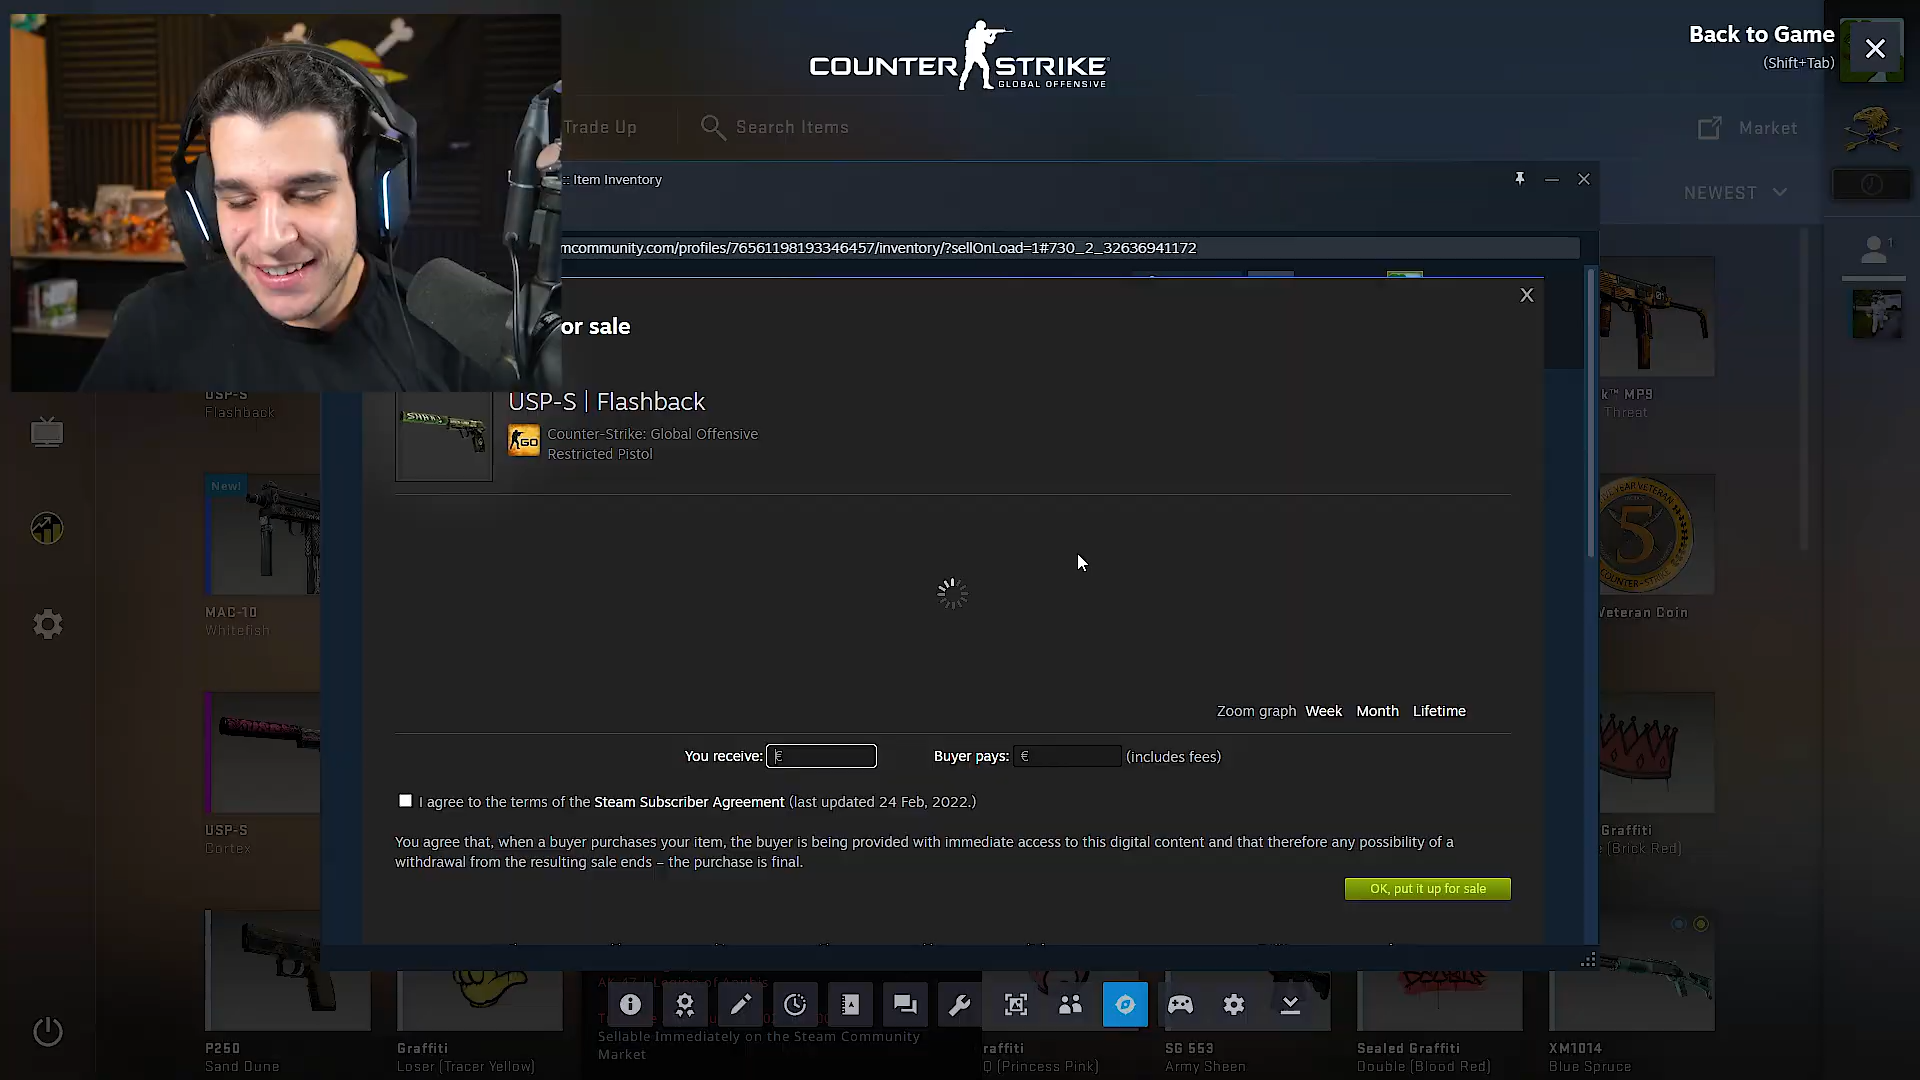 COUNTER STRIKE
GLOBAL OFFENSIVE
Back to Game
(Shift+Tab)
Trade Up
Search Items
Market
:: Item Inventory
NEWEST
mcommunity.com/profiles/76561198193346457/inventory/?sellOnLoad=1#730_2_32636941172
or sale
USP-S
Flashback
USP-S | Flashback
GO
Counter-Strike: Global Offensive
Restricted Pistol
k™ MP9
Threat
New!
MAC-10
Whitefish
5
Veteran Coin
Zoom graph Week Month Lifetime
You receive: €
Buyer pays: € (includes fees)
I agree to the terms of the Steam Subscriber Agreement (last updated 24 Feb, 2022.)
You agree that, when a buyer purchases your item, the buyer is being provided with immediate access to this digital content and that therefore any possibility of a
withdrawal from the resulting sale ends – the purchase is final.
USP-S
Cortex
Graffiti
(Brick Red)
OK, put it up for sale
Sellable Immediately on the Steam Community
Market
P250
Sand Dune
Graffiti
Loser (Tracer Yellow)
raffiti
Q (Princess Pink)
SG 553
Army Sheen
Sealed Graffiti
Double (Blood Red)
XM1014
Blue Spruce